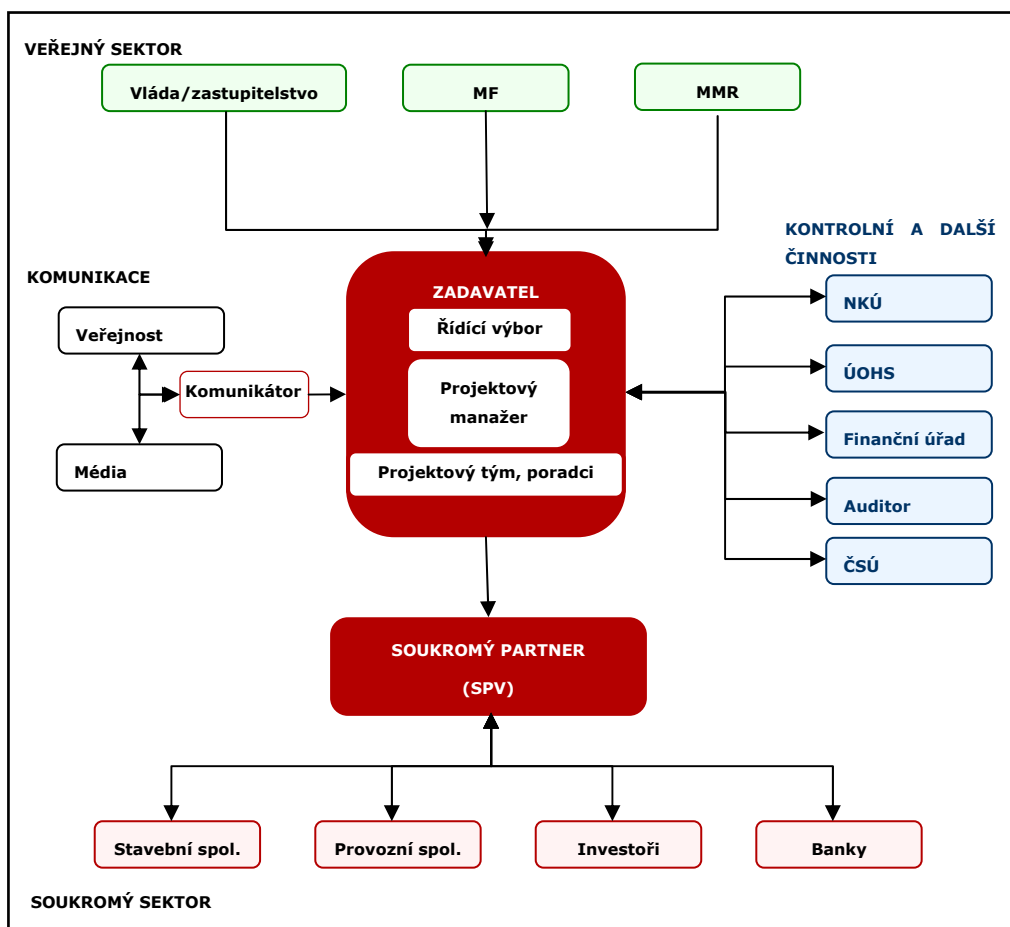 VEŘEJNÝ SEKTOR
Vláda/zastupitelstvo
MF
MMR
KONTROLNÍ A DALŠÍ
ČINNOSTI
KOMUNIKACE
ZADAVATEL
NKÚ
Řídící výbor
Veřejnost
ÚOHS
Komunikátor
Projektový
manažer
Finanční úřad
Média
Projektový tým, poradci
Auditor
ČSÚ
SOUKROMÝ PARTNER
(SPV)
Stavební spol.
Provozní spol.
Investoři
Banky
SOUKROMÝ SEKTOR